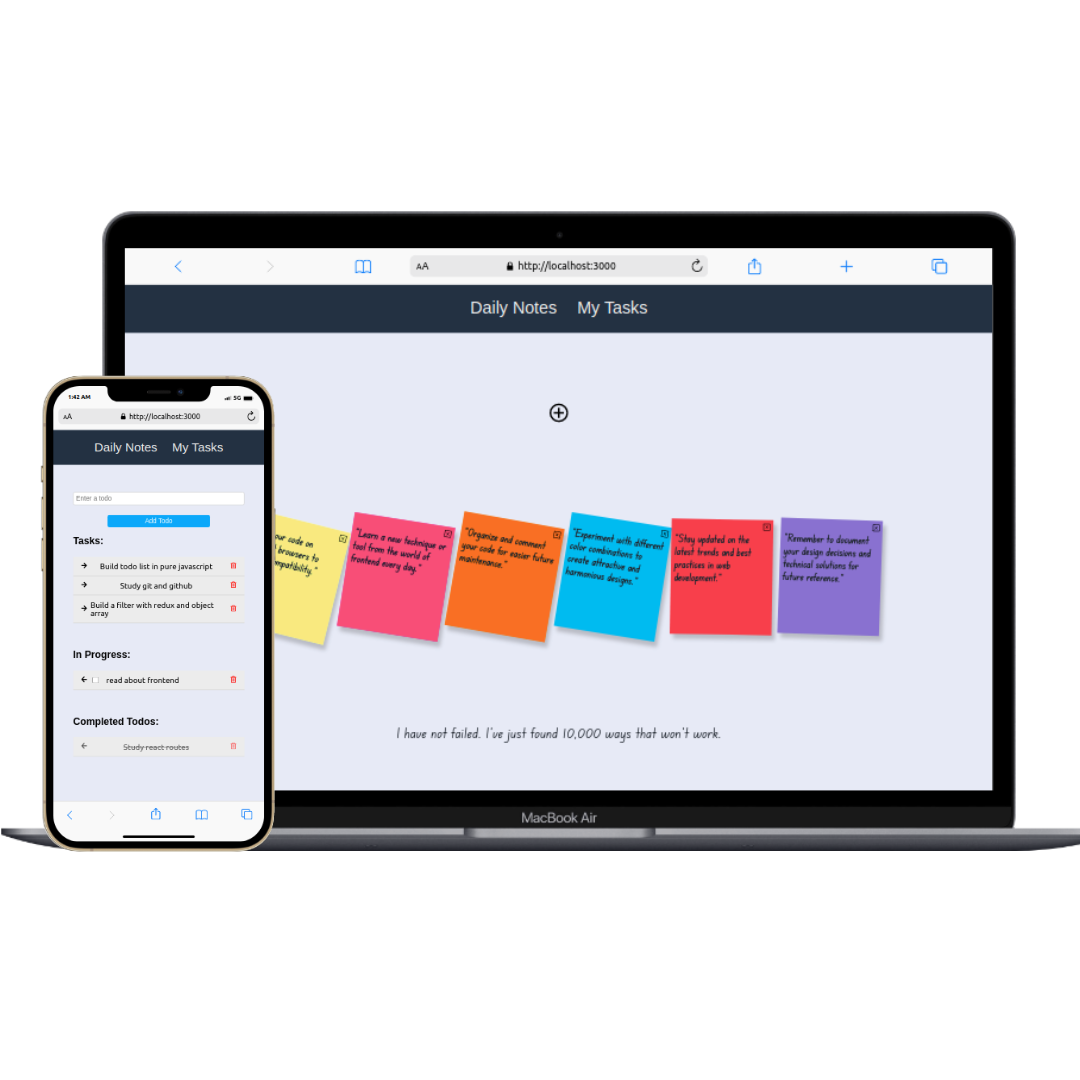 AA
http://localhost:3000
Daily Notes My Tasks
our code on
browsers to
mpatibility."
"Learn a new technique or
tool from the world of
frontend every day."
"Organize and comment
your code for easier future
maintenance."
"Experiment with different
color combinations to
create attractive and
harmonious designs."
"Stay updated on the
latest trends and best
practices in web
development."
"Remember to document
your design decisions and
technical solutions for
future reference."
I have not failed. I've just found 10,000 ways that won't work.
MacBook Air
1:42 AM
5G
AA
http://localhost:3000
Daily Notes My Tasks
Enter a todo
Add Todo
Tasks:
Build todo list in pure javascript
Study git and github
Build a filter with redux and object
array
In Progress:
read about frontend
Completed Todos:
Study react routes